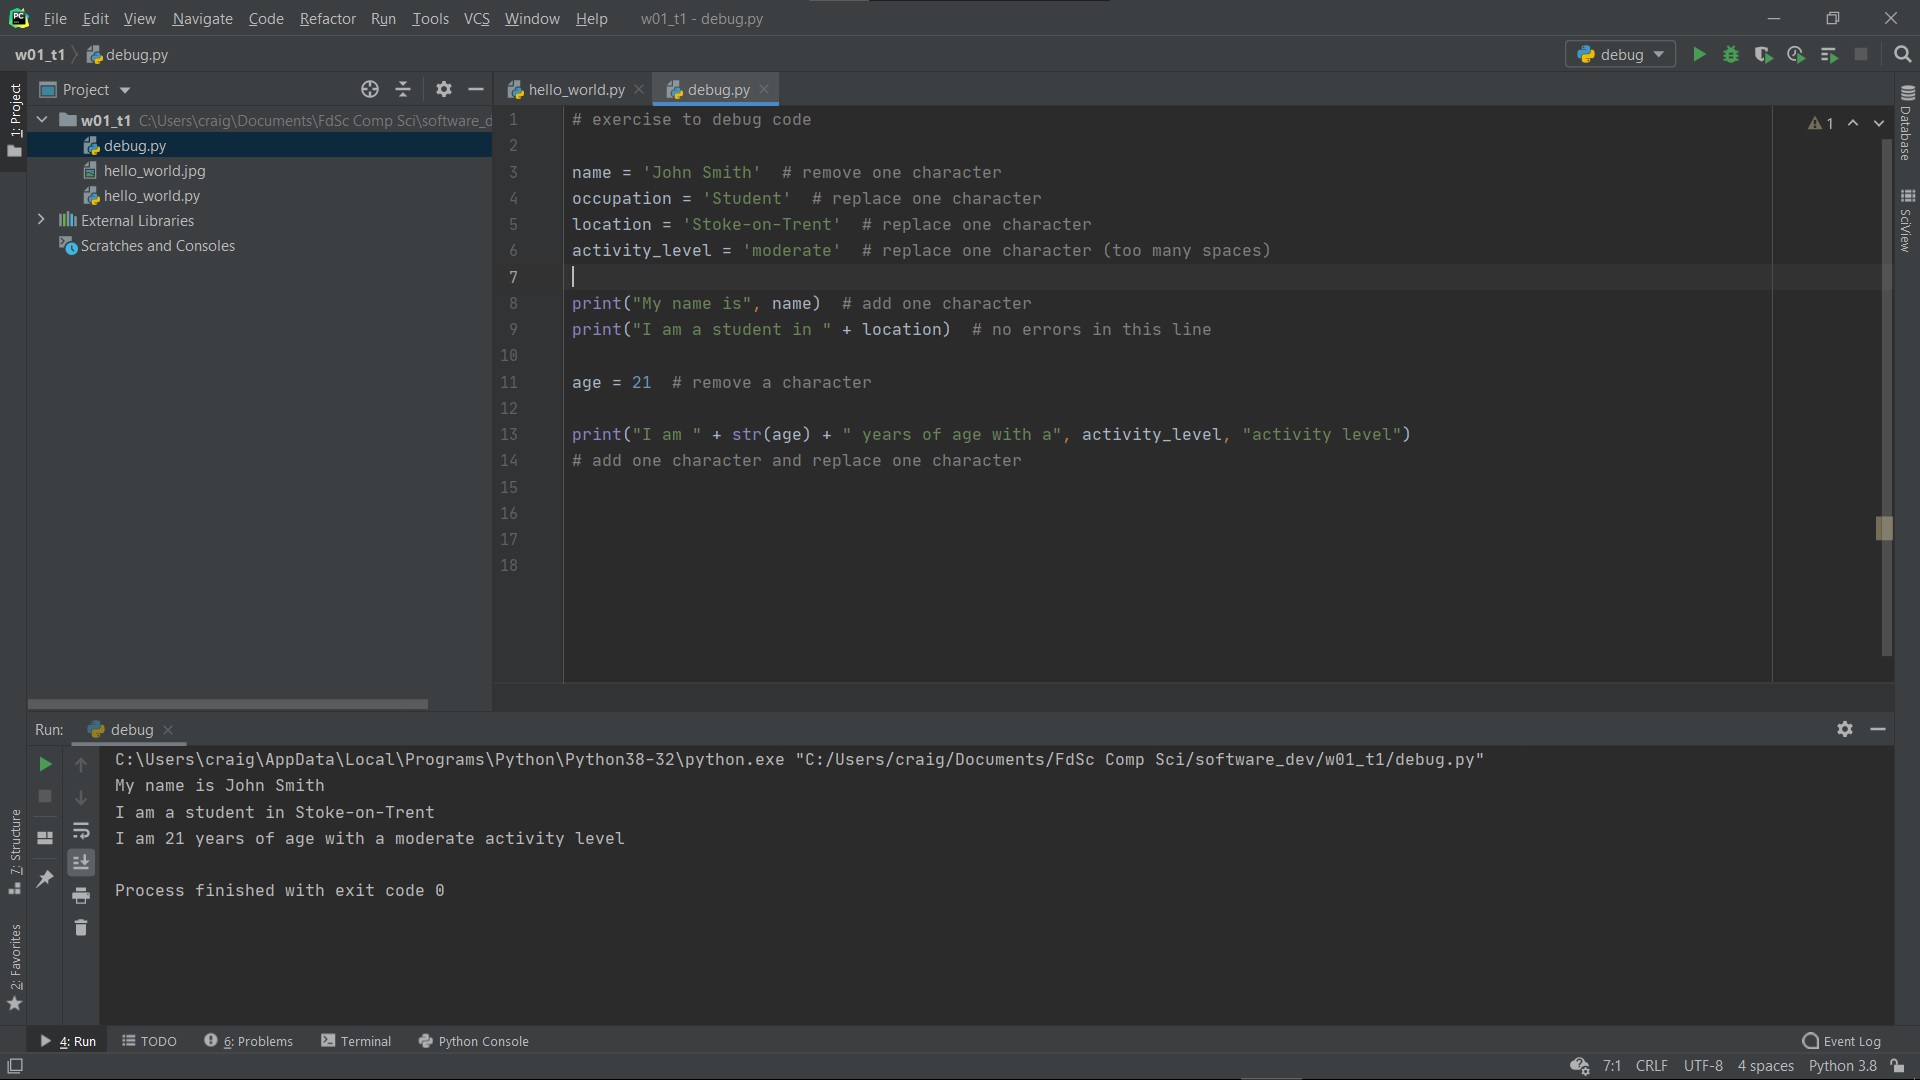 File Edit View Navigate Code Refactor Run Tools VCS Window Help w01_t1 - debug.py
w01_t1 debug.py
debug
1: Project
Project
hello_world.py
debug.py
w01_t1 C:\Users\craig\Documents\FdSc Comp Sci\software_d
debug.py
hello_world.jpg
hello_world.py
External Libraries
Scratches and Consoles
1 # exercise to debug code
2
3 name = 'John Smith'  # remove one character
4 occupation = 'Student'  # replace one character
5 location = 'Stoke-on-Trent'  # replace one character
6 activity_level = 'moderate'  # replace one character (too many spaces)
7
8 print("My name is", name)  # add one character
9 print("I am a student in " + location)  # no errors in this line
10
11 age = 21  # remove a character
12
13 print("I am " + str(age) + " years of age with a", activity_level, "activity level")
14 # add one character and replace one character
15
16
17
18
1
Database
SciView
Run: debug
C:\Users\craig\AppData\Local\Programs\Python\Python38-32\python.exe "C:/Users/craig/Documents/FdSc Comp Sci/software_dev/w01_t1/debug.py"
My name is John Smith
I am a student in Stoke-on-Trent
I am 21 years of age with a moderate activity level
Process finished with exit code 0
7: Structure
2: Favorites
4: Run TODO 6: Problems Terminal Python Console Event Log
7:1 CRLF UTF-8 4 spaces Python 3.8